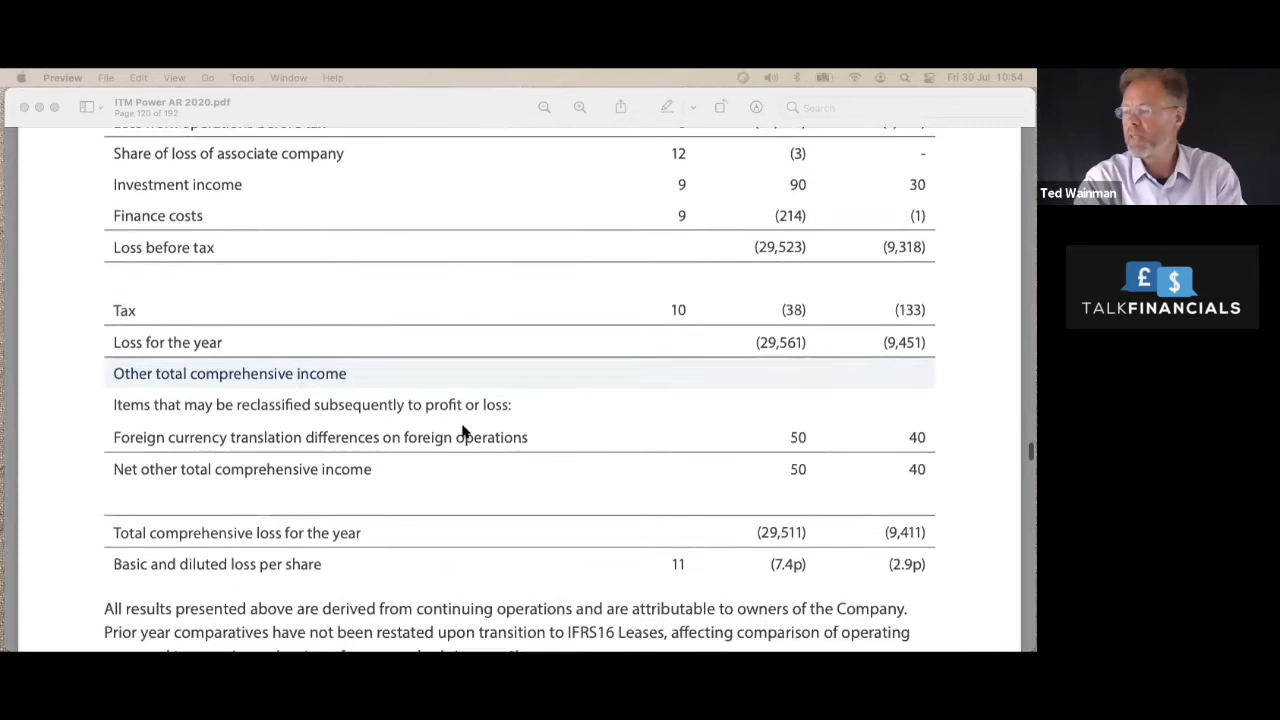 Preview File Edit View Go Tools Window Help Fri 30 Jul 10:54
ITM Power AR 2020.pdf
Page 120 of 192
Search
Ted Wainman
£ $
TALKFINANCIALS
Share of loss of associate company 12 (3) -
Investment income 9 90 30
Finance costs 9 (214) (1)
Loss before tax (29,523) (9,318)
Tax 10 (38) (133)
Loss for the year (29,561) (9,451)
Other total comprehensive income
Items that may be reclassified subsequently to profit or loss:
Foreign currency translation differences on foreign operations 50 40
Net other total comprehensive income 50 40
Total comprehensive loss for the year (29,511) (9,411)
Basic and diluted loss per share 11 (7.4p) (2.9p)
All results presented above are derived from continuing operations and are attributable to owners of the Company.
Prior year comparatives have not been restated upon transition to IFRS16 Leases, affecting comparison of operating